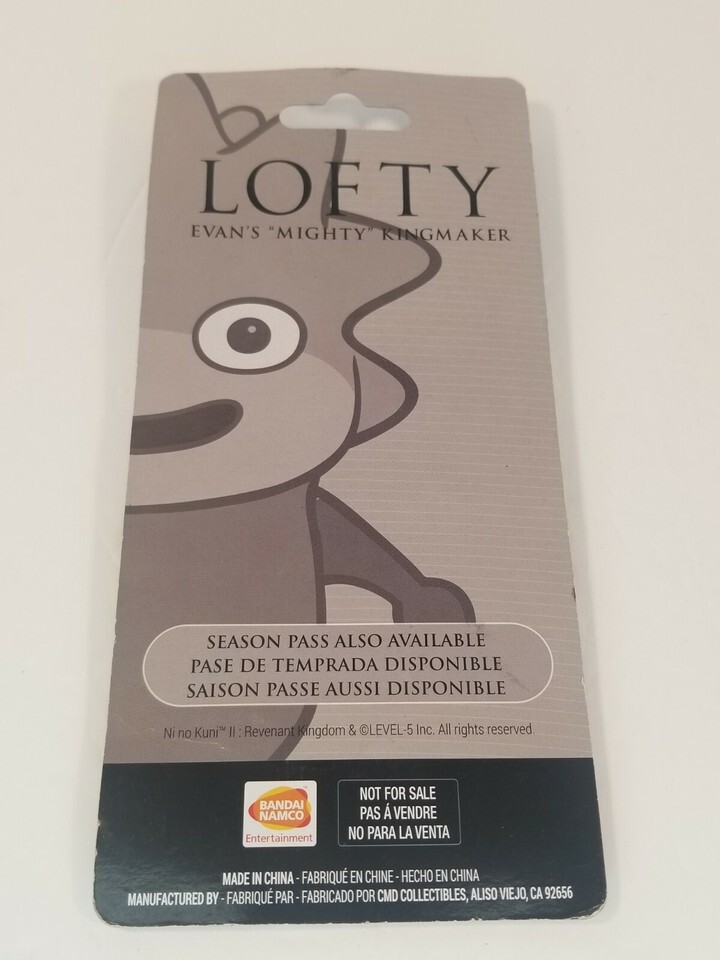 LOFTY
EVAN'S "MIGHTY" KINGMAKER
SEASON PASS ALSO AVAILABLE
PASE DE TEMPRADA DISPONIBLE
SAISON PASSE AUSSI DISPONIBLE
Ni no Kuni™ II : Revenant Kingdom & ©LEVEL-5 Inc. All rights reserved.
BANDAI
NAMCO
Entertainment
NOT FOR SALE
PAS Á VENDRE
NO PARA LA VENTA
MADE IN CHINA - FABRIQUÉ EN CHINE - HECHO EN CHINA
MANUFACTURED BY - FABRIQUÉ PAR - FABRICADO POR CMD COLLECTIBLES, ALISO VIEJO, CA 92656